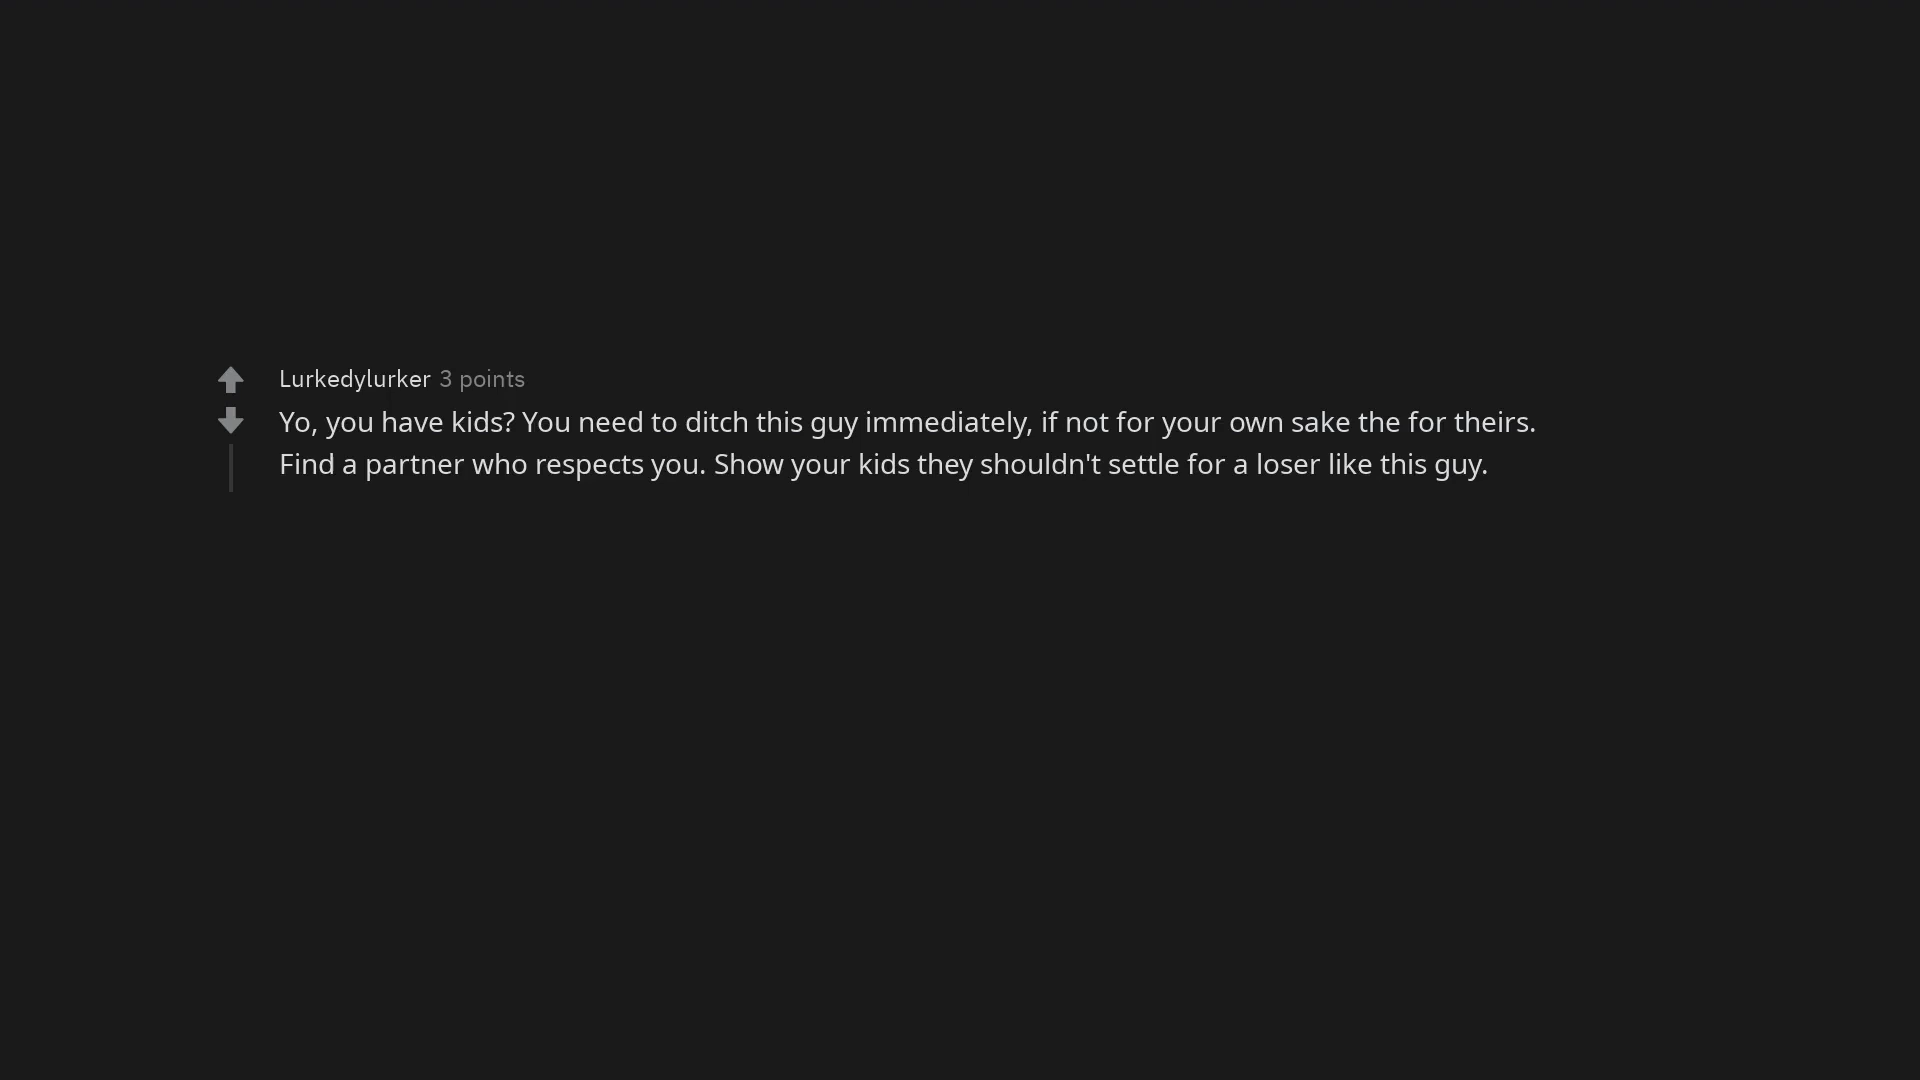 Lurkedylurker 3 points
Yo, you have kids? You need to ditch this guy immediately, if not for your own sake the for theirs.
Find a partner who respects you. Show your kids they shouldn't settle for a loser like this guy.